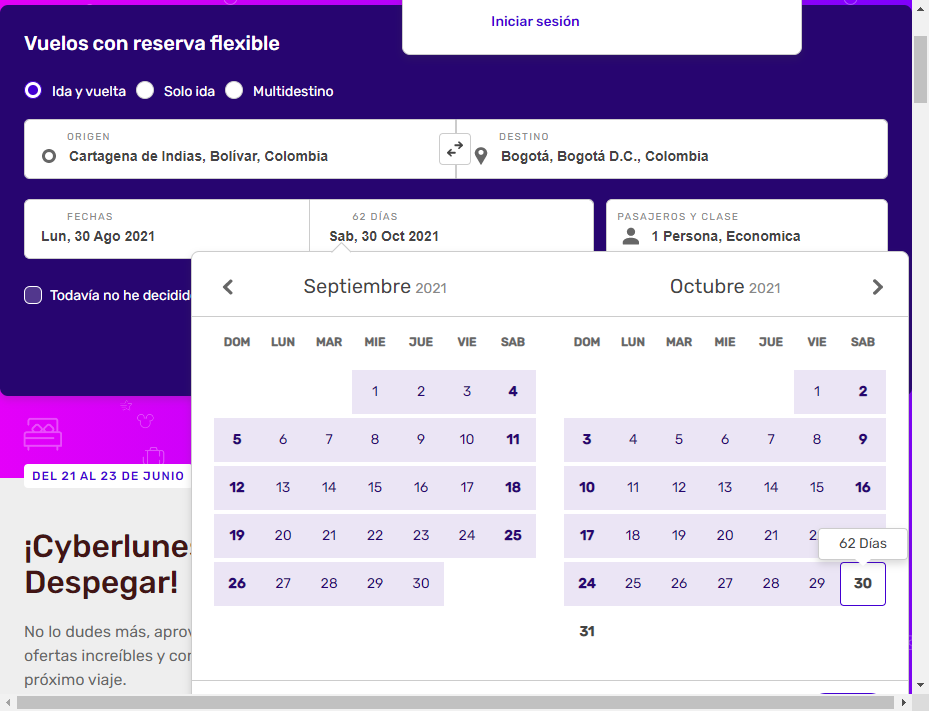 Iniciar sesión
Vuelos con reserva flexible
Ida y vuelta Solo ida Multidestino
ORIGEN DESTINO
Cartagena de Indias, Bolívar, Colombia Bogotá, Bogotá D.C., Colombia
FECHAS 62 DÍAS PASAJEROS Y CLASE
Lun, 30 Ago 2021 Sab, 30 Oct 2021 1 Persona, Economica
Todavía no he decidido
Septiembre 2021 Octubre 2021
DOM LUN MAR MIE JUE VIE SAB DOM LUN MAR MIE JUE VIE SAB
1 2 3 4 1 2
5 6 7 8 9 10 11 3 4 5 6 7 8 9
12 13 14 15 16 17 18 10 11 12 13 14 15 16
19 20 21 22 23 24 25 17 18 19 20 21
62 Días
26 27 28 29 30 24 25 26 27 28 29 30
31
DEL 21 AL 23 DE JUNIO
¡Cyberlunes
Despegar!
No lo dudes más, aprov
ofertas increíbles y con
próximo viaje.